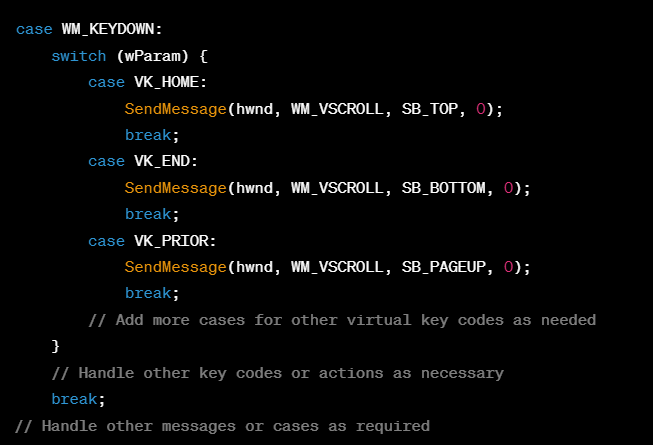 case WM_KEYDOWN:
    switch (wParam) {
        case VK_HOME:
            SendMessage(hwnd, WM_VSCROLL, SB_TOP, 0);
            break;
        case VK_END:
            SendMessage(hwnd, WM_VSCROLL, SB_BOTTOM, 0);
            break;
        case VK_PRIOR:
            SendMessage(hwnd, WM_VSCROLL, SB_PAGEUP, 0);
            break;
        // Add more cases for other virtual key codes as needed
    }
    // Handle other key codes or actions as necessary
    break;
// Handle other messages or cases as required